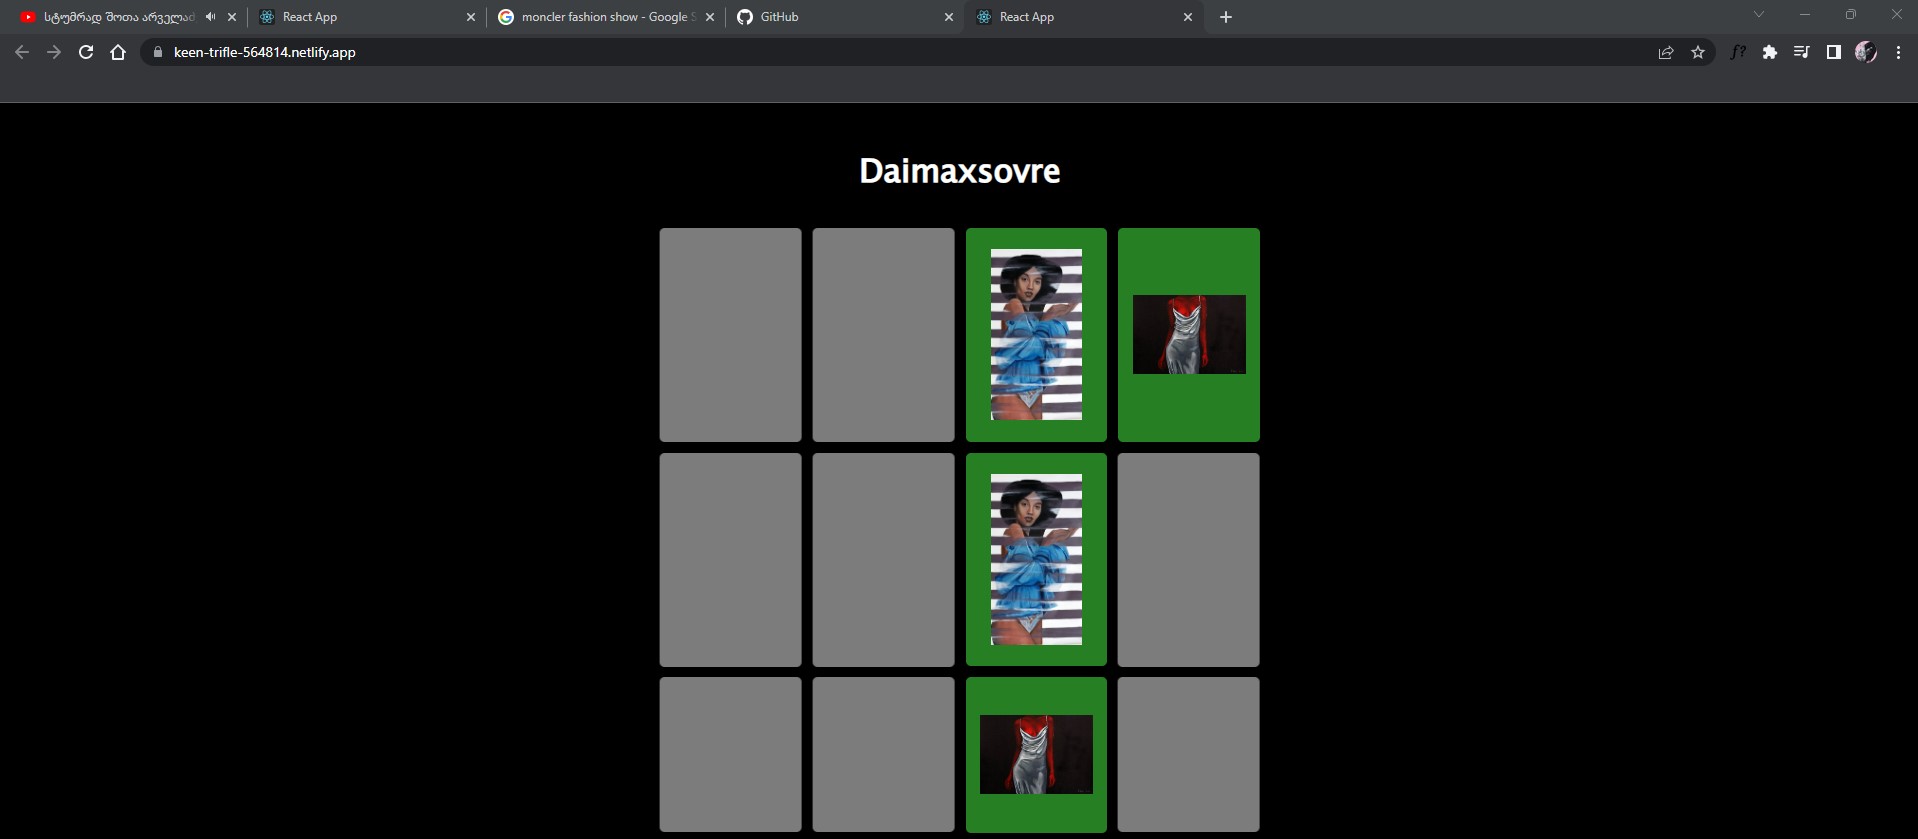 სტუმრად შოთა არველაძ
React App
moncler fashion show - Google S
GitHub
React App
keen-trifle-564814.netlify.app
f?
Daimaxsovre